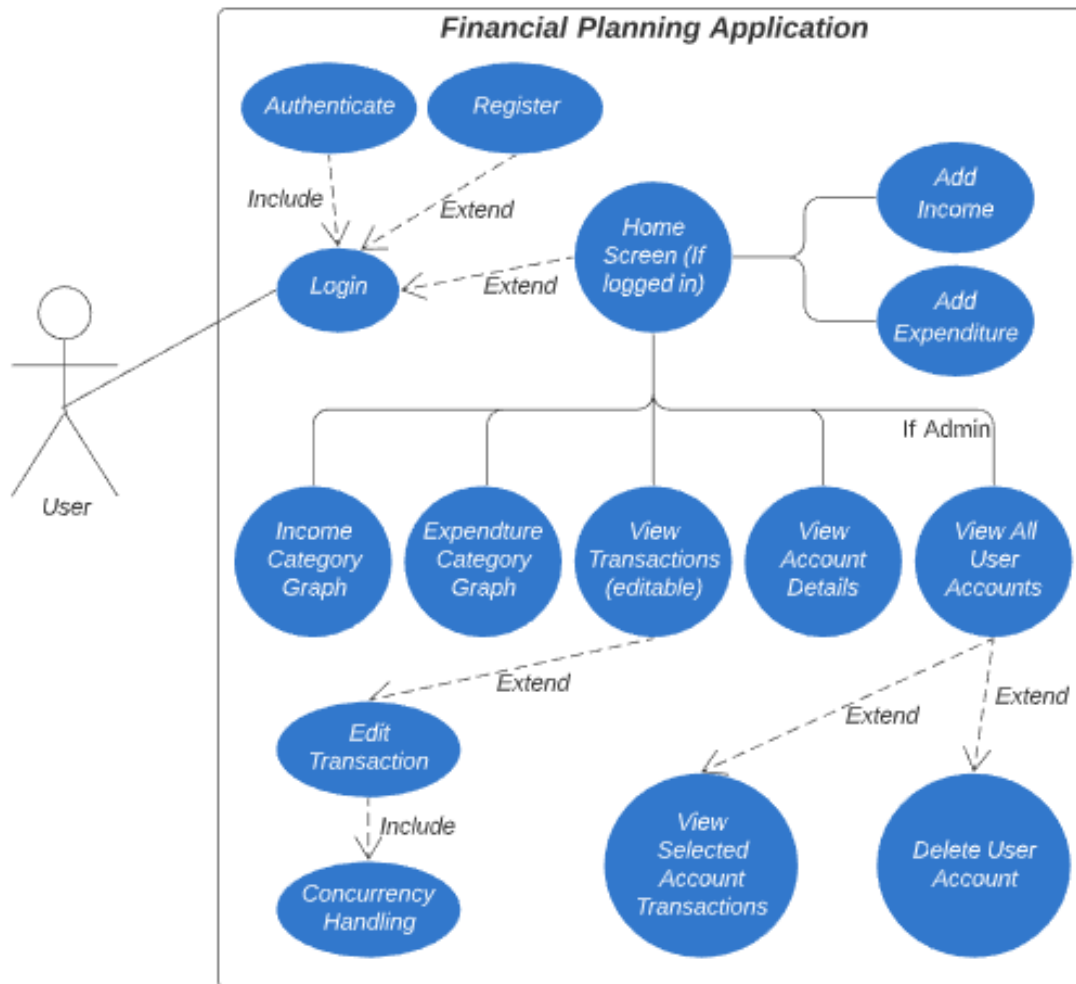 Financial Planning Application
Authenticate
Register
Include
Extend
Add
Income
Home
Screen (If
logged in)
Login
Extend
Add
Expenditure
User
If Admin
Income
Category
Graph
Expendture
Category
Graph
View
Transactions
(editable)
View
Account
Details
View All
User
Accounts
Extend
Extend
Extend
Edit
Transaction
Include
Concurrency
Handling
View
Selected
Account
Transactions
Delete User
Account